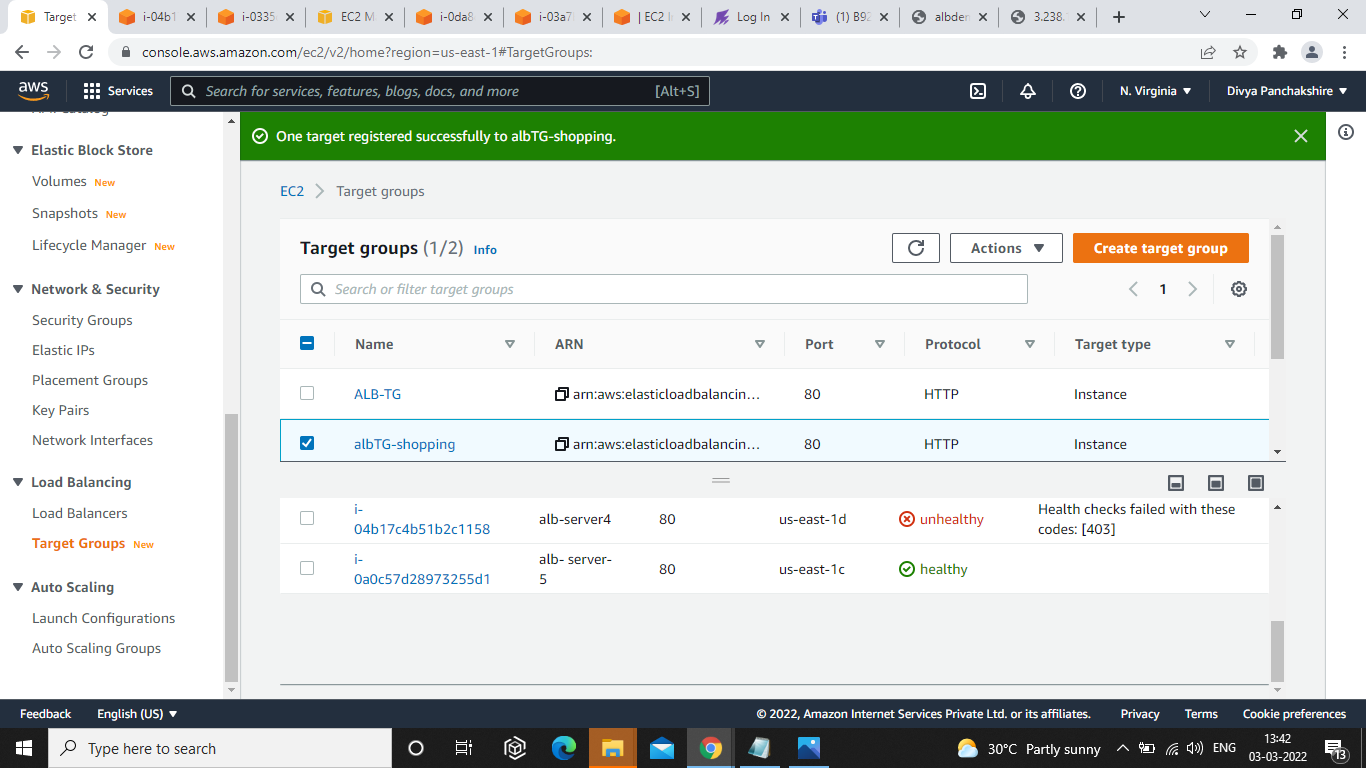 Target
i-04b1
i-0335
EC2 M
i-0da8
i-03a7
| EC2 I
Log In
(1) B92
albden
3.238.
console.aws.amazon.com/ec2/v2/home?region=us-east-1#TargetGroups:
aws
Services
Search for services, features, blogs, docs, and more
[Alt+S]
N. Virginia
Divya Panchakshire
Elastic Block Store
Volumes New
Snapshots New
Lifecycle Manager New
Network & Security
Security Groups
Elastic IPs
Placement Groups
Key Pairs
Network Interfaces
Load Balancing
Load Balancers
Target Groups New
Auto Scaling
Launch Configurations
Auto Scaling Groups
One target registered successfully to albTG-shopping.
EC2 > Target groups
Target groups (1/2) Info
Actions
Create target group
Search or filter target groups
1
Name ARN Port Protocol Target type
ALB-TG arn:aws:elasticloadbalancin... 80 HTTP Instance
albTG-shopping arn:aws:elasticloadbalancin... 80 HTTP Instance
i-
04b17c4b51b2c1158
alb-server4
80
us-east-1d
unhealthy
Health checks failed with these
codes: [403]
i-
0a0c57d28973255d1
alb- server-
5
80
us-east-1c
healthy
Feedback English (US) © 2022, Amazon Internet Services Private Ltd. or its affiliates. Privacy Terms Cookie preferences
Type here to search
30°C Partly sunny
ENG
13:42
03-03-2022
13